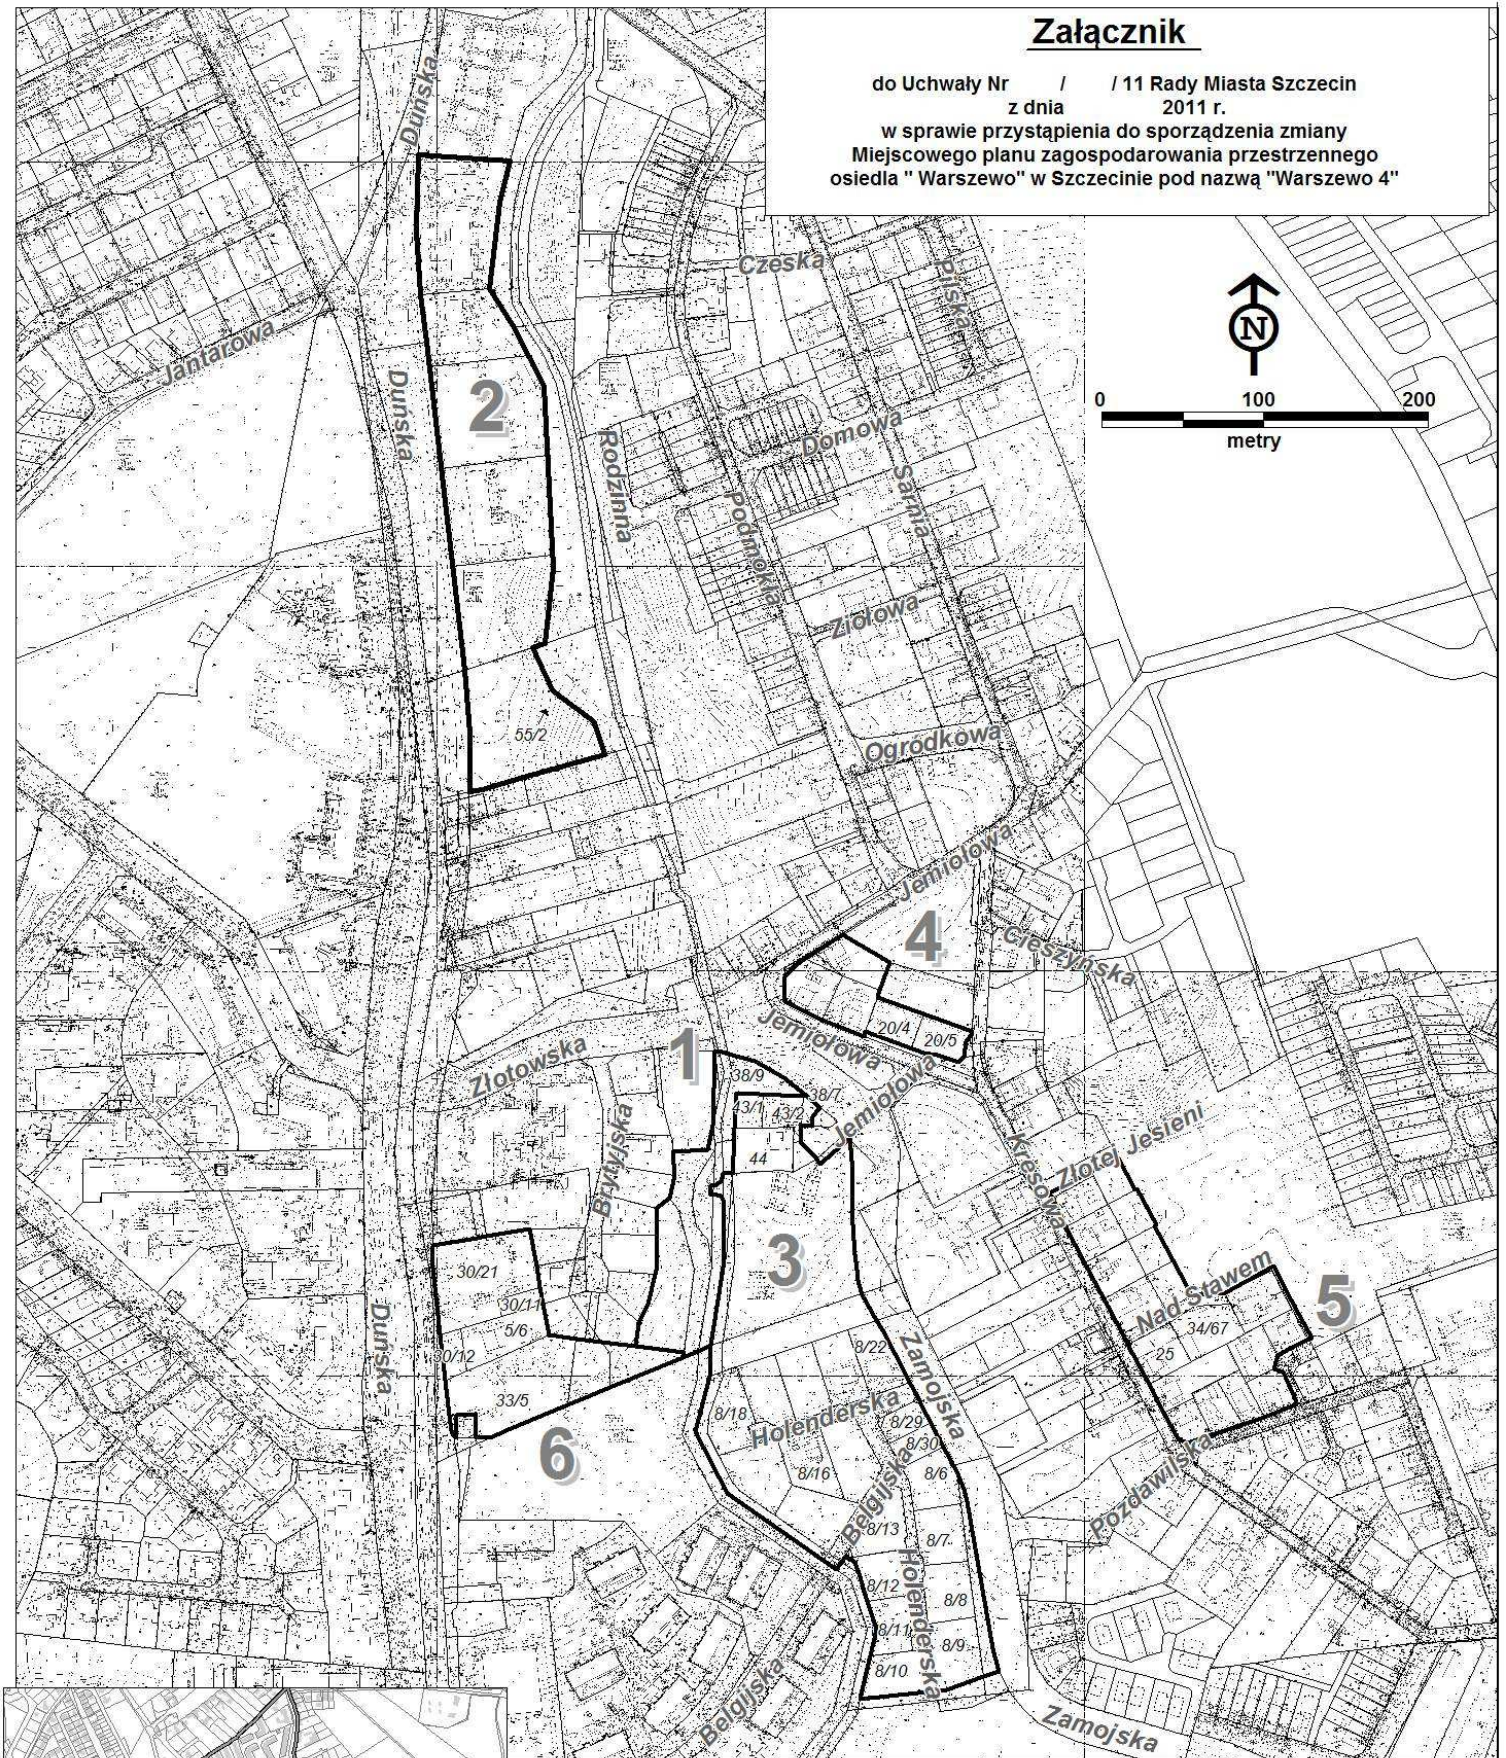 Załącznik
do Uchwały Nr / / 11 Rady Miasta Szczecin
z dnia 2011 r.
w sprawie przystąpienia do sporządzenia zmiany
Miejscowego planu zagospodarowania przestrzennego
osiedla " Warszewo" w Szczecinie pod nazwą "Warszewo 4"
Duńska
Czeska
Pilska
N
Jantarowa
0 100 200
metry
Duńska
2
Rodzinna
Domowa
Sarnia
Podmokła
Ziołowa
55/2
Ogródkowa
Jemiołowa
4
Cieszyńska
20/4
20/5
Jemiołowa
1
Złotowska
38/9
38/7
Jemiołowa
43/1
43/2
44
Brytyjska
Kresowa
Złotej Jesieni
3
30/21
30/11
5/6
30/12
33/5
Duńska
Nad Stawem
34/67
25
5
8/22
Zamojska
8/18
Holenderska
8/29
8/30
8/16
8/6
6
Belgijska
8/13
8/7
Pozdawilska
8/12
Holenderska
8/8
8/11
8/9
8/10
Belgijska
Zamojska